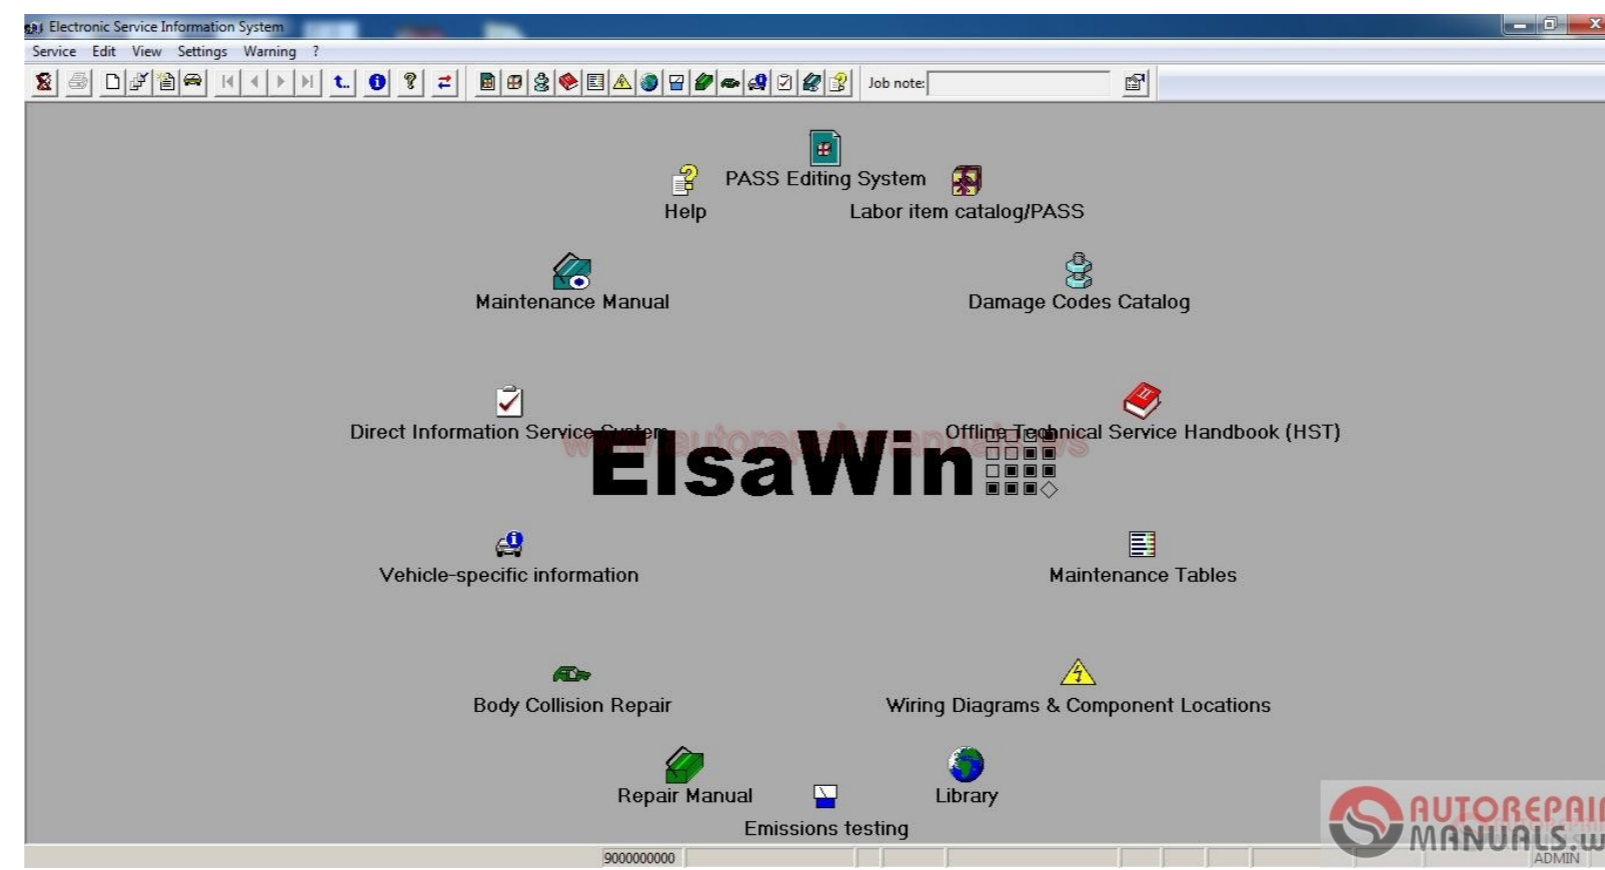 Electronic Service Information System
Service Edit View Settings Warning ?
Job note:
PASS Editing System
Help
Labor item catalog/PASS
Maintenance Manual
Damage Codes Catalog
Direct Information Service System
Offline Technical Service Handbook (HST)
ElsaWin
Vehicle-specific information
Maintenance Tables
Body Collision Repair
Wiring Diagrams & Component Locations
Repair Manual
Library
Emissions testing
AUTOREPAIR
MANUALS.W
9000000000
ADMIN